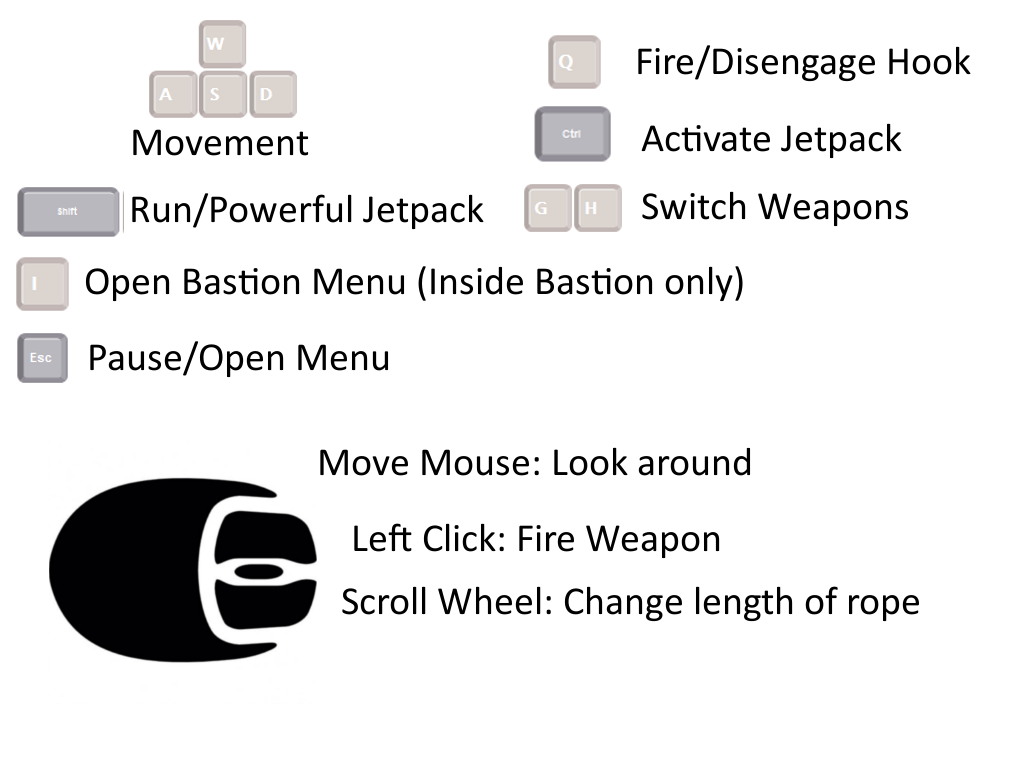 W
A S D
Movement
Q Fire/Disengage Hook
Ctrl Activate Jetpack
Shift Run/Powerful Jetpack
G H Switch Weapons
I Open Bastion Menu (Inside Bastion only)
Esc Pause/Open Menu
Move Mouse: Look around
Left Click: Fire Weapon
Scroll Wheel: Change length of rope